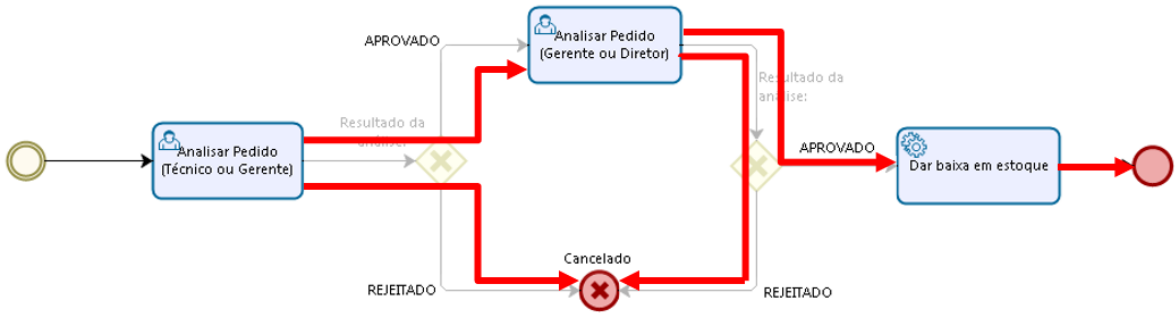 Analisar Pedido
(Técnico ou Gerente)
Resultado da
análise:
APROVADO
REJEITADO
Analisar Pedido
(Gerente ou Diretor)
Resultado da
análise:
Cancelado
APROVADO
REJEITADO
Dar baixa em estoque